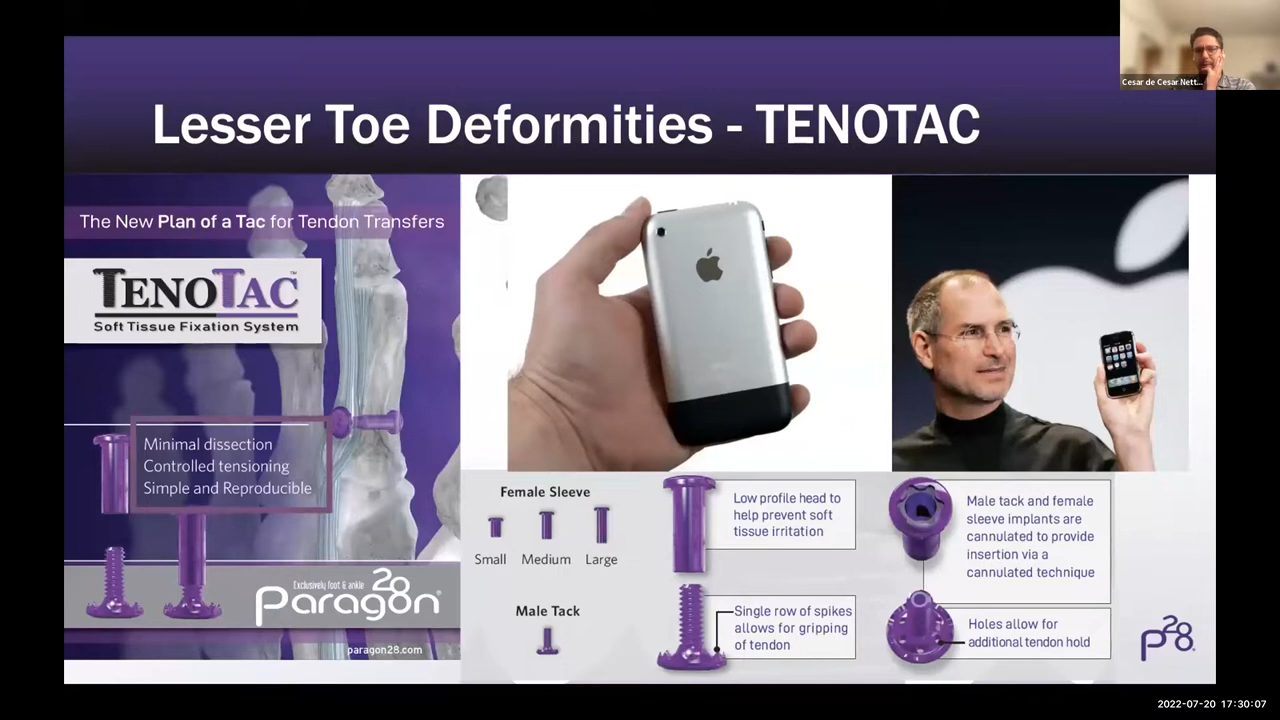 Cesar de Cesar Nett...
Lesser Toe Deformities - TENOTAC
The New Plan of a Tac for Tendon Transfers
TENOTAC™
Soft Tissue Fixation System
Minimal dissection
Controlled tensioning
Simple and Reproducible
Exclusively foot & ankle
Paragon 28®
paragon28.com
Female Sleeve
Small Medium Large
Male Tack
Low profile head to
help prevent soft
tissue irritation
Single row of spikes
allows for gripping
of tendon
Male tack and female
sleeve implants are
cannulated to provide
insertion via a
cannulated technique
Holes allow for
additional tendon hold
p28®
2022-07-20 17:30:07